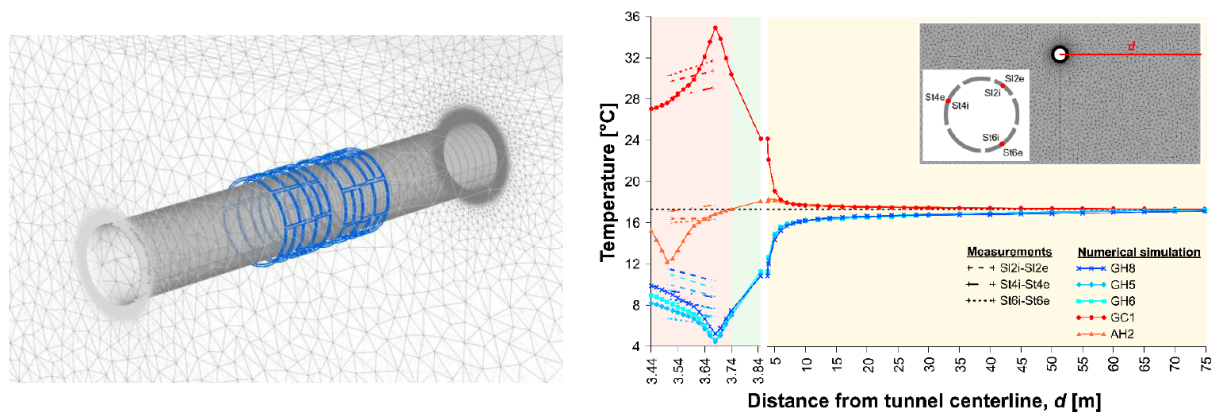 36
32
28
24
20
16
12
8
4
Temperature [°C]
d
Sl2e
Sl2i
St4e
St4i
St6i
St6e
Measurements
Sl2i-Sl2e
St4i-St4e
St6i-St6e
Numerical simulation
GH8
GH5
GH6
GC1
AH2
3.44
3.54
3.64
3.74
3.84
5
10
15
20
25
30
35
40
45
50
55
60
65
70
75
Distance from tunnel centerline, d [m]